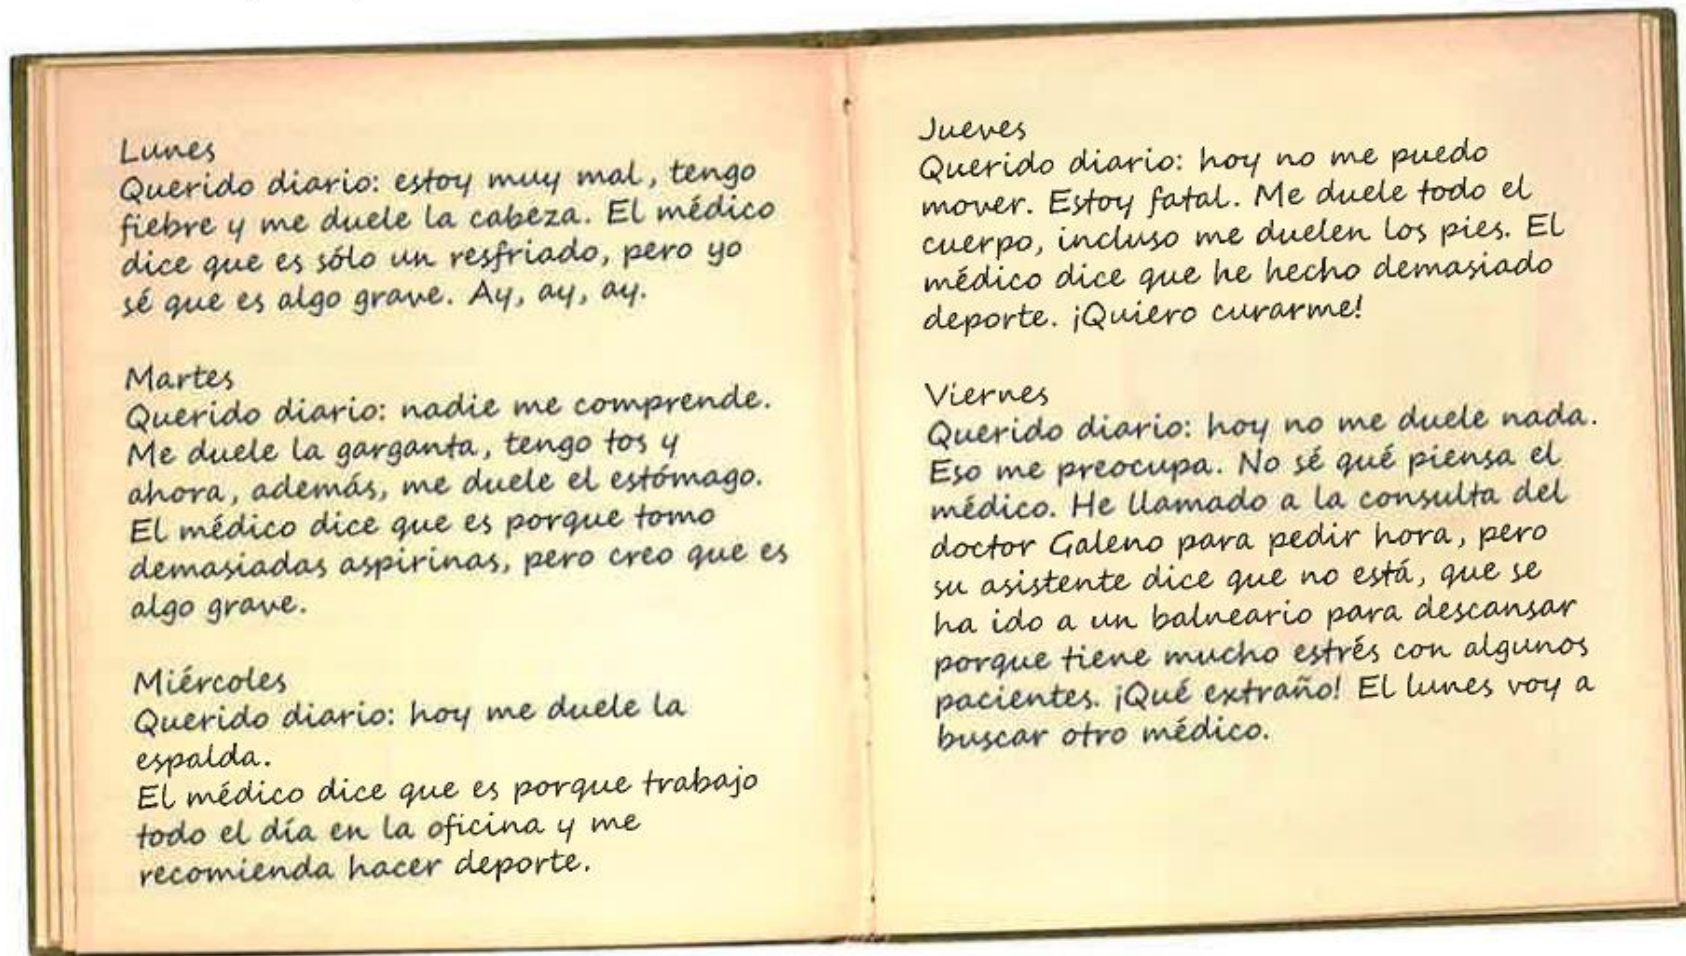 Lunes
Querido diario: estoy muy mal, tengo
fiebre y me duele la cabeza. El médico
dice que es sólo un resfriado, pero yo
sé que es algo grave. Ay, ay, ay.
Martes
Querido diario: nadie me comprende.
Me duele la garganta, tengo tos y
ahora, además, me duele el estómago.
El médico dice que es porque tomo
demasiadas aspirinas, pero creo que es
algo grave.
Miércoles
Querido diario: hoy me duele la
espalda.
El médico dice que es porque trabajo
todo el día en la oficina y me
recomienda hacer deporte.
Jueves
Querido diario: hoy no me puedo
mover. Estoy fatal. Me duele todo el
cuerpo, incluso me duelen los pies. El
médico dice que he hecho demasiado
deporte. ¡Quiero curarme!
Viernes
Querido diario: hoy no me duele nada.
Eso me preocupa. No sé qué piensa el
médico. He llamado a la consulta del
doctor Galeno para pedir hora, pero
su asistente dice que no está, que se
ha ido a un balneario para descansar
porque tiene mucho estrés con algunos
pacientes. ¡Qué extraño! El lunes voy a
buscar otro médico.